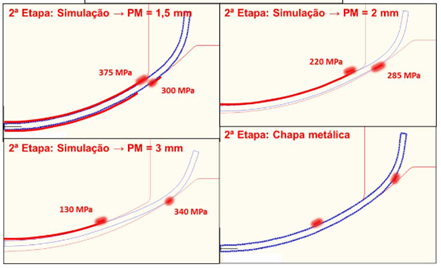 2ª Etapa: Simulação → PM = 1,5 mm
375 MPa
300 MPa
2ª Etapa: Simulação → PM = 2 mm
220 MPa
285 MPa
2ª Etapa: Simulação → PM = 3 mm
130 MPa
340 MPa
2ª Etapa: Chapa metálica